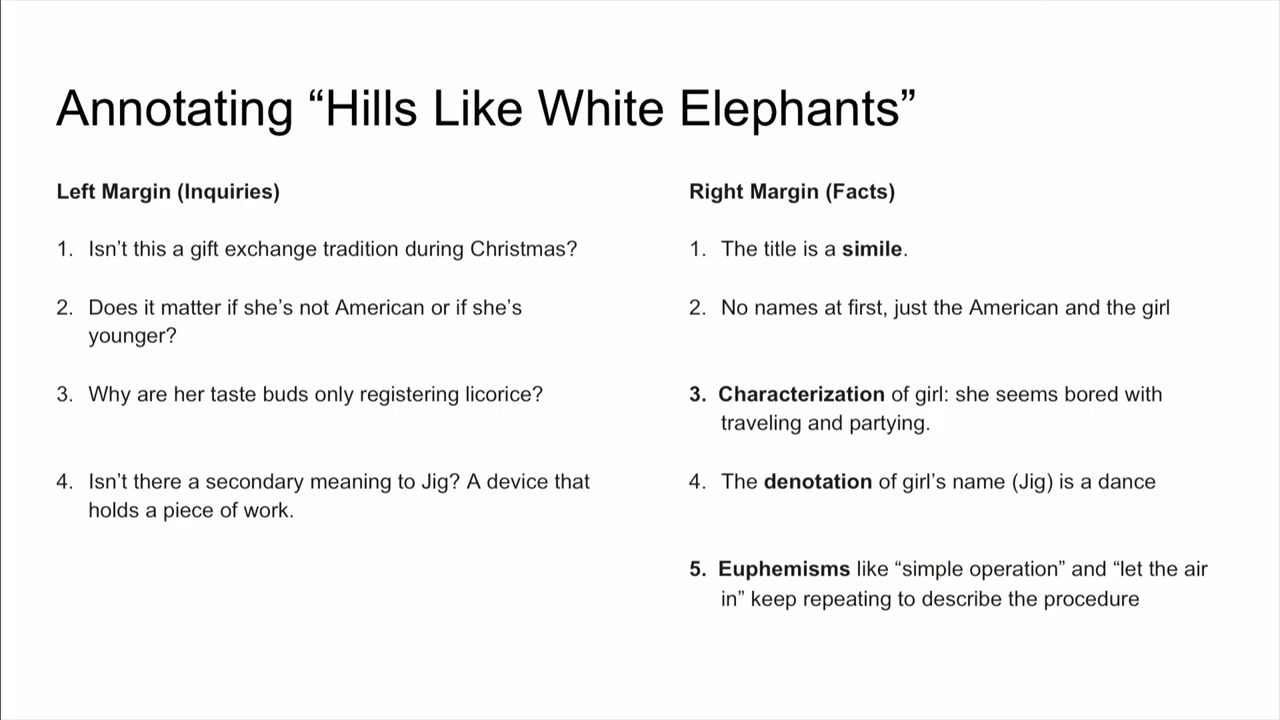 Annotating “Hills Like White Elephants”
Left Margin (Inquiries)
1. Isn’t this a gift exchange tradition during Christmas?
2. Does it matter if she’s not American or if she’s
younger?
3. Why are her taste buds only registering licorice?
4. Isn’t there a secondary meaning to Jig? A device that
holds a piece of work.
Right Margin (Facts)
1. The title is a simile.
2. No names at first, just the American and the girl
3. Characterization of girl: she seems bored with
traveling and partying.
4. The denotation of girl’s name (Jig) is a dance
5. Euphemisms like “simple operation” and “let the air
in” keep repeating to describe the procedure